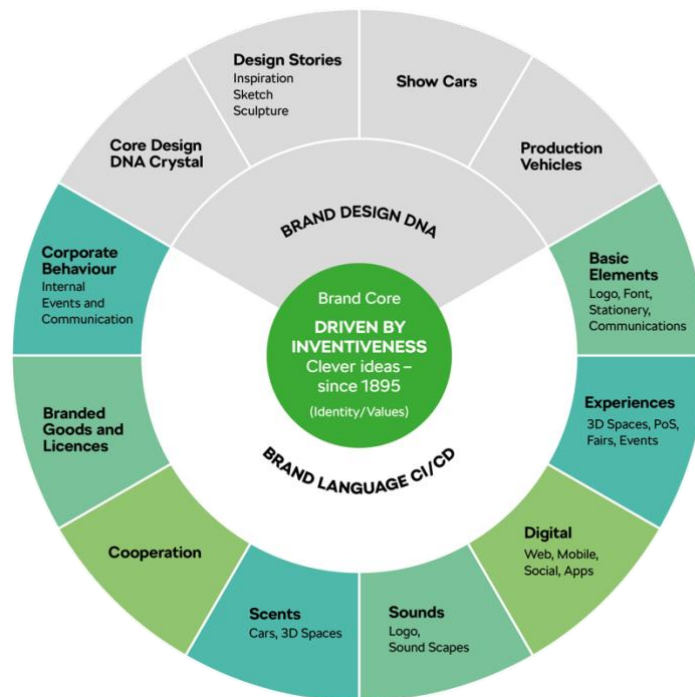 Design Stories
Inspiration
Sketch
Sculpture
Show Cars
Core Design
DNA Crystal
Production
Vehicles
BRAND DESIGN DNA
Corporate
Behaviour
Internal
Events and
Communication
Basic
Elements
Logo, Font,
Stationery,
Communications
Brand Core
DRIVEN BY
INVENTIVENESS
Clever ideas –
since 1895
(Identity/Values)
Branded
Goods and
Licences
Experiences
3D Spaces, PoS,
Fairs, Events
BRAND LANGUAGE CI/CD
Cooperation
Digital
Web, Mobile,
Social, Apps
Scents
Cars, 3D Spaces
Sounds
Logo,
Sound Scapes